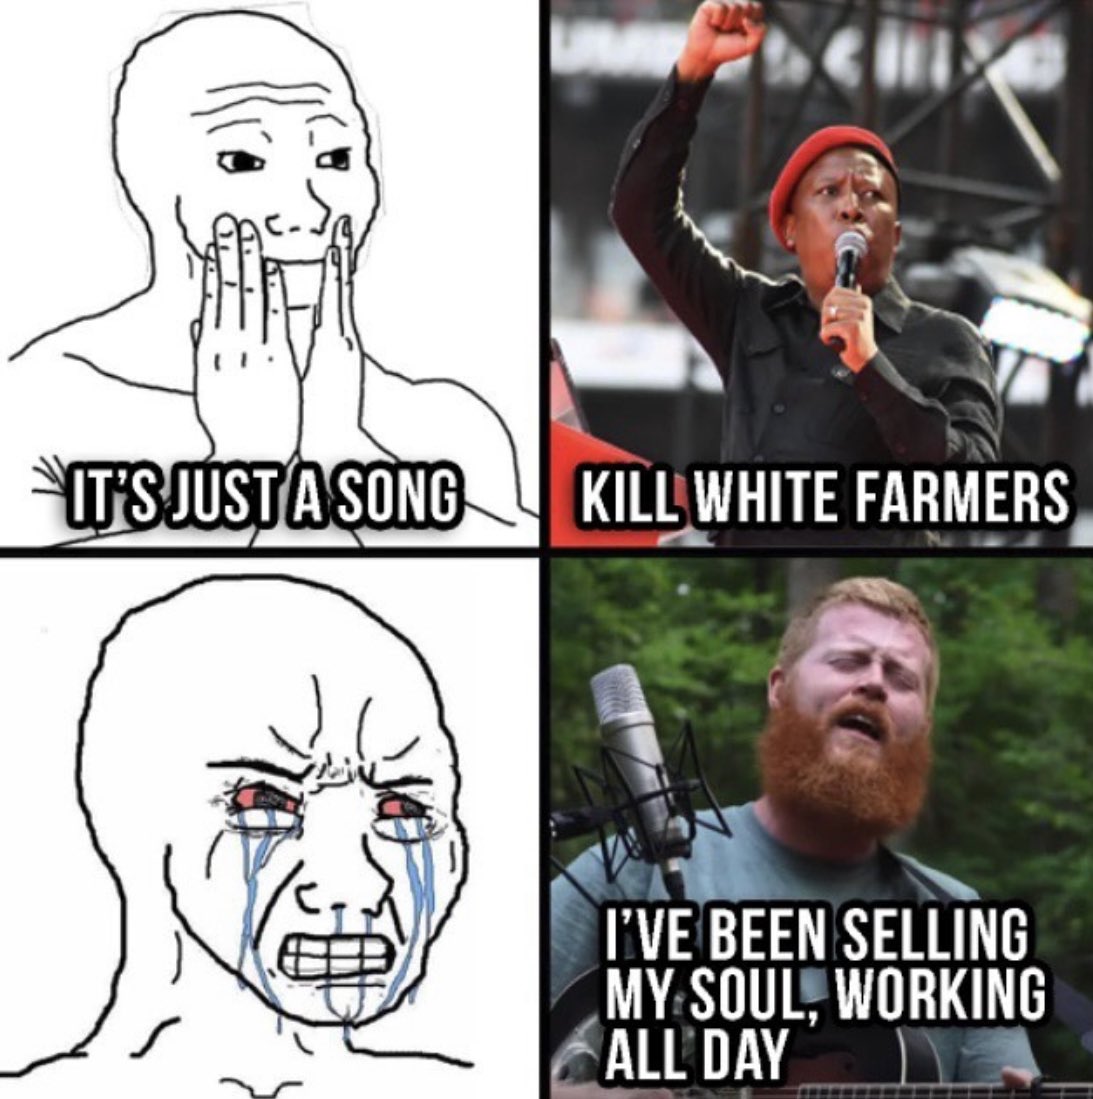 IT'S JUST A SONG
KILL WHITE FARMERS
I'VE BEEN SELLING
MY SOUL, WORKING
ALL DAY